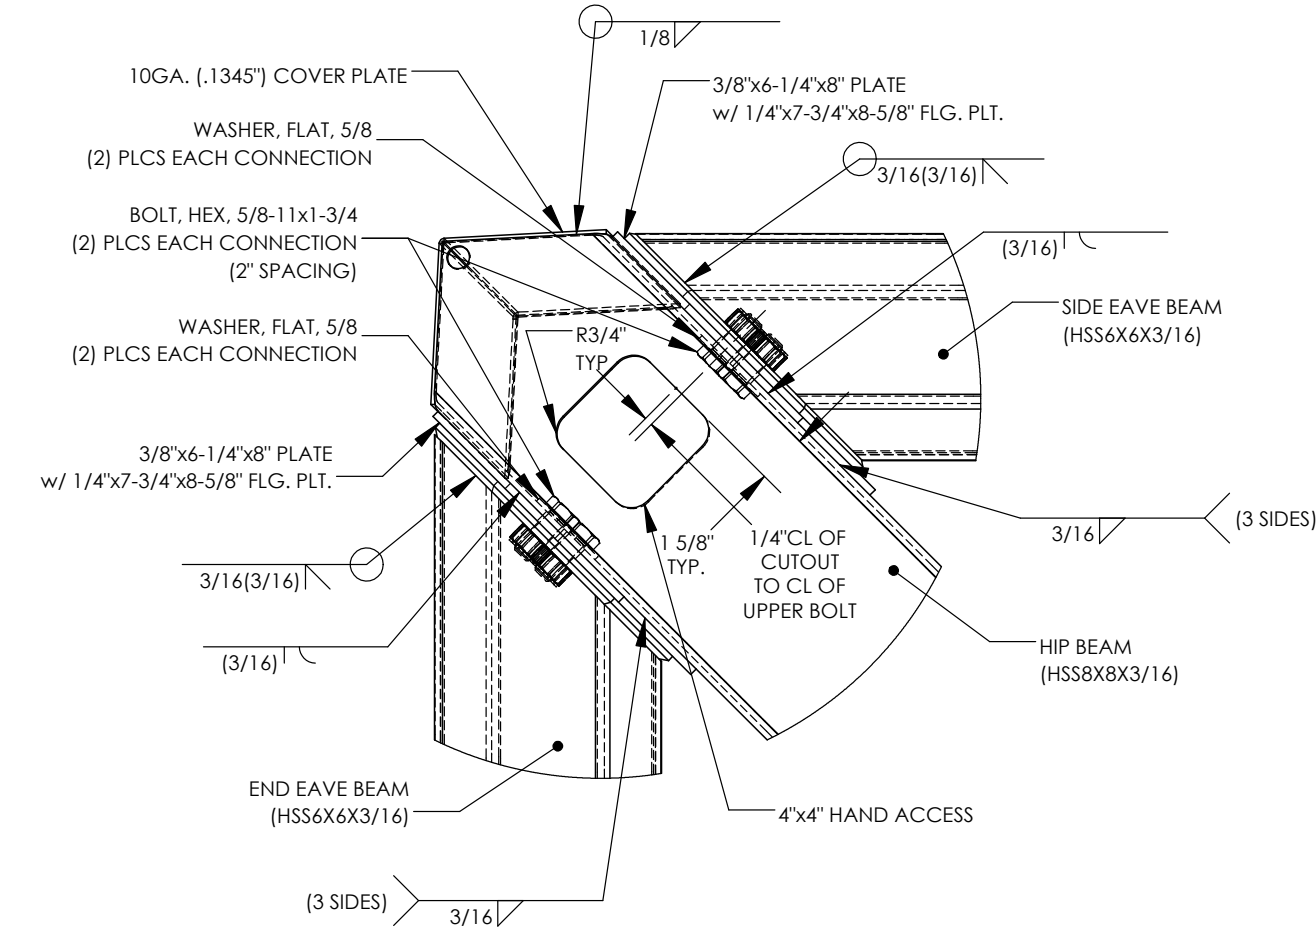 1/8
10GA. (.1345") COVER PLATE
3/8"x6-1/4"x8" PLATE
w/ 1/4"x7-3/4"x8-5/8" FLG. PLT.
WASHER, FLAT, 5/8
(2) PLCS EACH CONNECTION
3/16(3/16)
BOLT, HEX, 5/8-11x1-3/4
(2) PLCS EACH CONNECTION
(2" SPACING)
(3/16)
SIDE EAVE BEAM
(HSS6X6X3/16)
WASHER, FLAT, 5/8
(2) PLCS EACH CONNECTION
R3/4"
TYP
3/8"x6-1/4"x8" PLATE
w/ 1/4"x7-3/4"x8-5/8" FLG. PLT.
3/16
(3 SIDES)
1 5/8"
TYP.
1/4"CL OF
CUTOUT
TO CL OF
UPPER BOLT
3/16(3/16)
(3/16)
HIP BEAM
(HSS8X8X3/16)
END EAVE BEAM
(HSS6X6X3/16)
4"x4" HAND ACCESS
(3 SIDES)
3/16